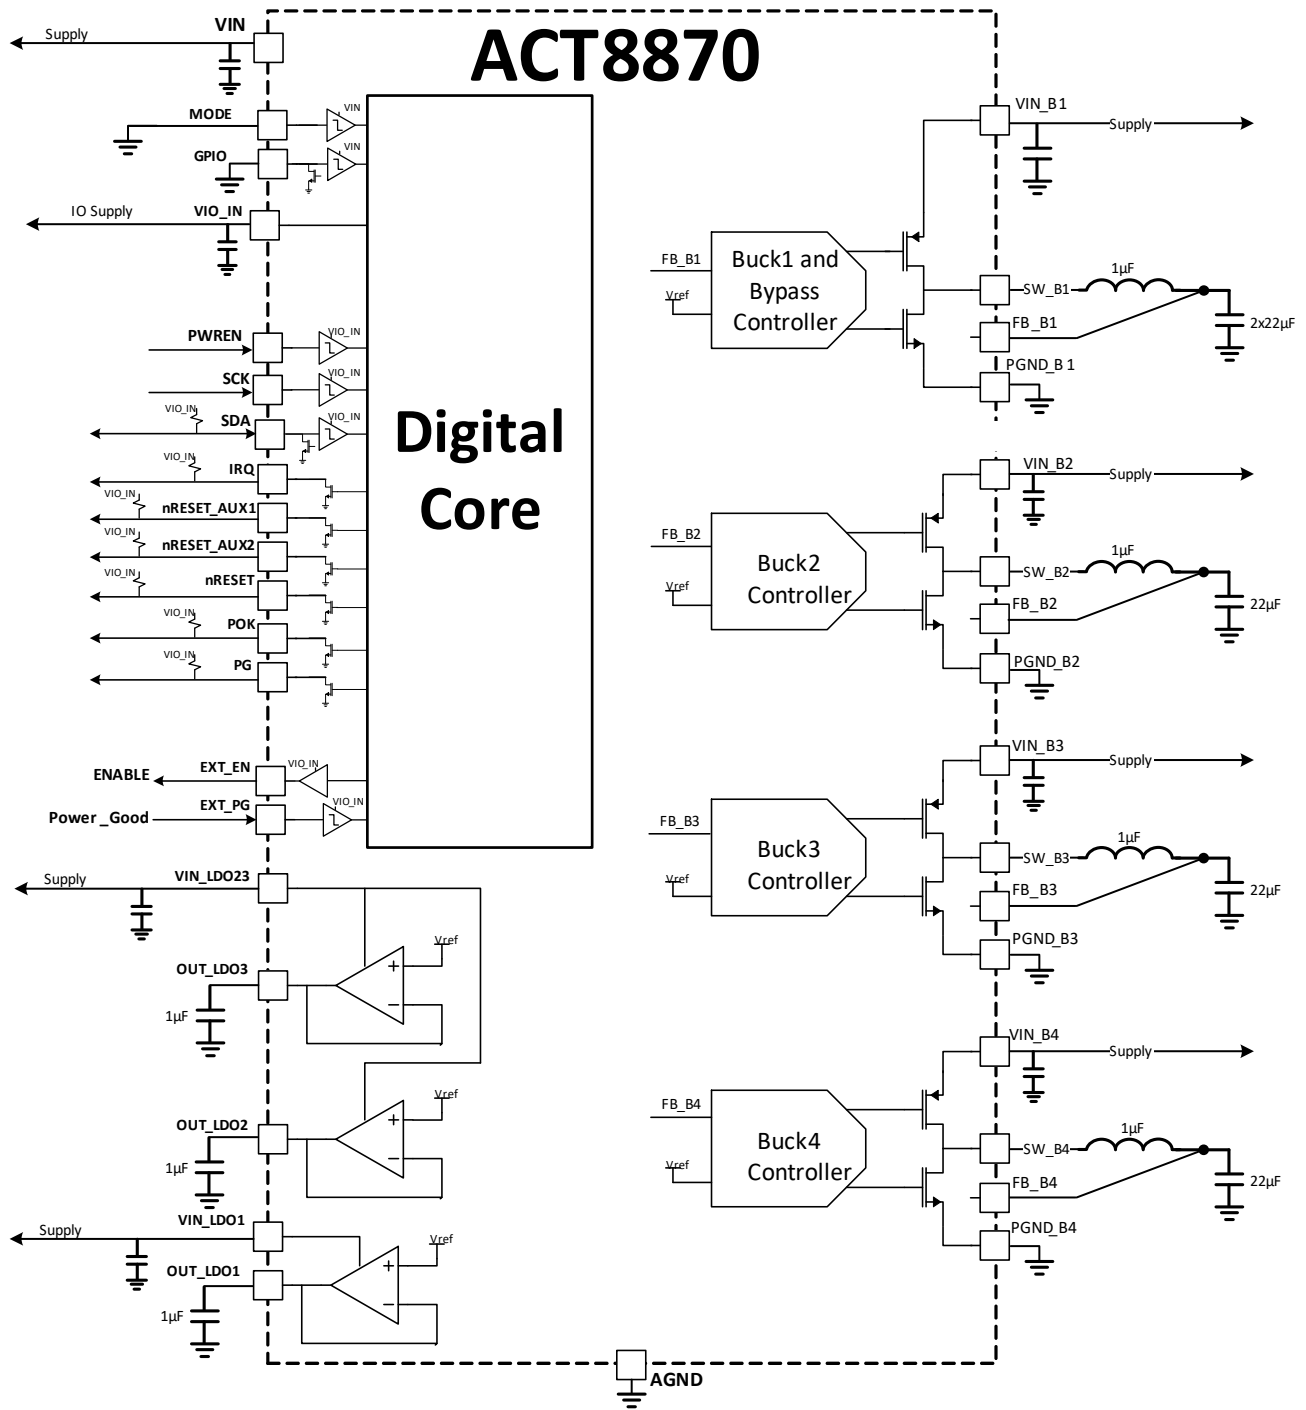 ACT8870
VIN
Supply
MODE
VIN
GPIO
VIN
IO Supply
VIO_IN
PWREN
VIO_IN
SCK
VIO_IN
VIO_IN
SDA
VIO_IN
VIO_IN
IRQ
VIO_IN
nRESET_AUX1
VIO_IN
nRESET_AUX2
VIO_IN
nRESET
VIO_IN
POK
VIO_IN
PG
Digital
Core
ENABLE
EXT_EN
VIO_IN
Power_Good
EXT_PG
VIO_IN
Supply
VIN_LDO23
OUT_LDO3
1µF
+
−
Vref
OUT_LDO2
1µF
+
−
Vref
Supply
VIN_LDO1
OUT_LDO1
1µF
+
−
Vref
AGND
VIN_B1
Supply
FB_B1
Vref
Buck1 and
Bypass
Controller
SW_B1
1µF
FB_B1
2x22µF
PGND_B1
VIN_B2
Supply
FB_B2
Vref
Buck2
Controller
SW_B2
1µF
FB_B2
22µF
PGND_B2
VIN_B3
Supply
FB_B3
Vref
Buck3
Controller
SW_B3
1µF
FB_B3
22µF
PGND_B3
VIN_B4
Supply
FB_B4
Vref
Buck4
Controller
SW_B4
1µF
FB_B4
22µF
PGND_B4